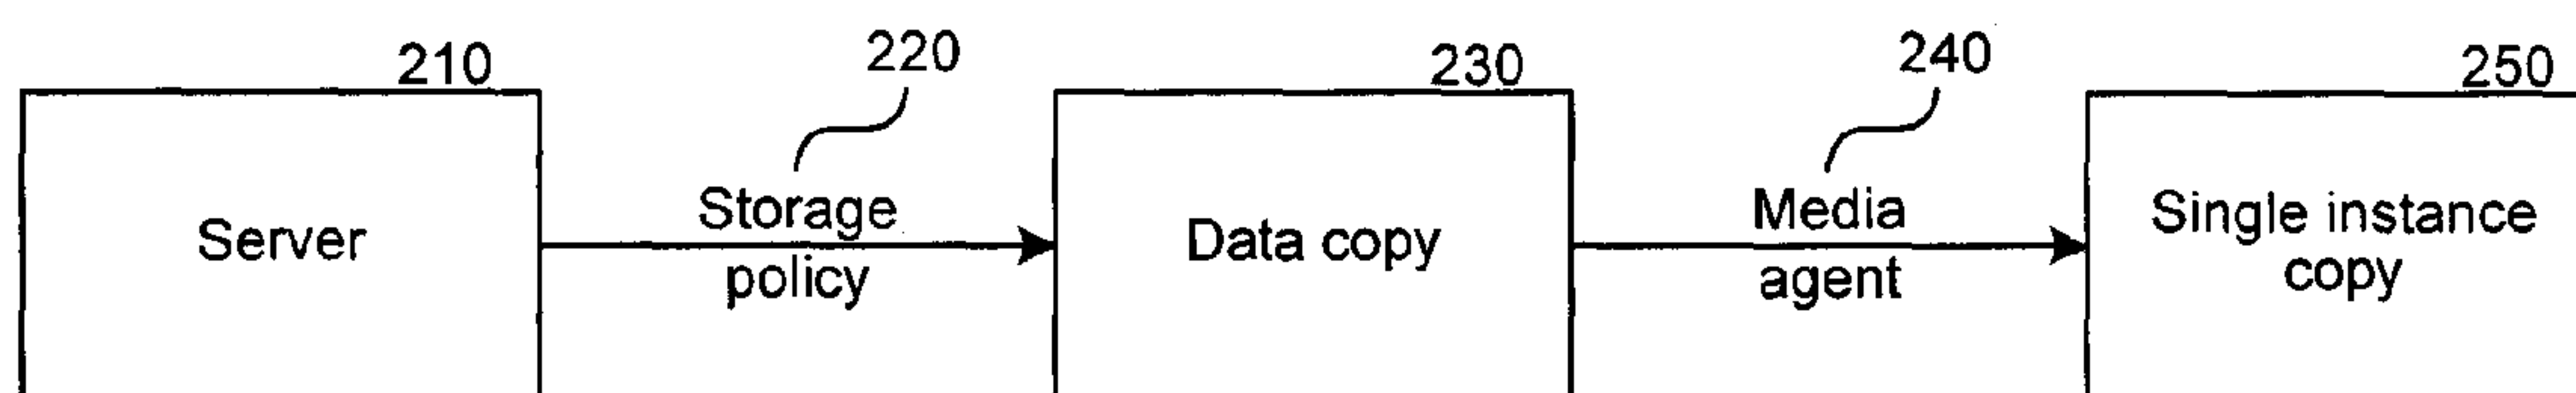 210
220
230
240
250
Server
Storage
policy
Data copy
Media
agent
Single instance
copy